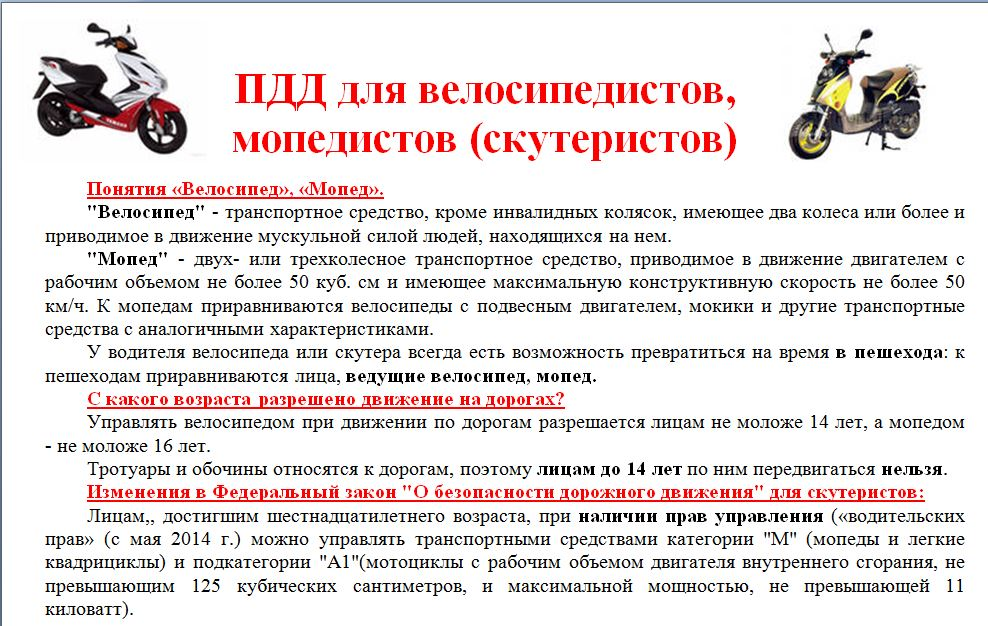 ПДД для велосипедистов,
мопедистов (скутеристов)
Понятия «Велосипед», «Мопед».
"Велосипед" - транспортное средство, кроме инвалидных колясок, имеющее два колеса или более и
приводимое в движение мускульной силой людей, находящихся на нем.
"Мопед" - двух- или трехколесное транспортное средство, приводимое в движение двигателем с
рабочим объемом не более 50 куб. см и имеющее максимальную конструктивную скорость не более 50
км/ч. К мопедам приравниваются велосипеды с подвесным двигателем, мокики и другие транспортные
средства с аналогичными характеристиками.
У водителя велосипеда или скутера всегда есть возможность превратиться на время в пешехода: к
пешеходам приравниваются лица, ведущие велосипед, мопед.
С какого возраста разрешено движение на дорогах?
Управлять велосипедом при движении по дорогам разрешается лицам не моложе 14 лет, а мопедом
- не моложе 16 лет.
Тротуары и обочины относятся к дорогам, поэтому лицам до 14 лет по ним передвигаться нельзя.
Изменения в Федеральный закон "О безопасности дорожного движения" для скутеристов:
Лицам,, достигшим шестнадцатилетнего возраста, при наличии прав управления («водительских
прав» (с мая 2014 г.) можно управлять транспортными средствами категории "М" (мопеды и легкие
квадрициклы) и подкатегории "А1"(мотоциклы с рабочим объемом двигателя внутреннего сгорания, не
превышающим 125 кубических сантиметров, и максимальной мощностью, не превышающей 11
киловатт).